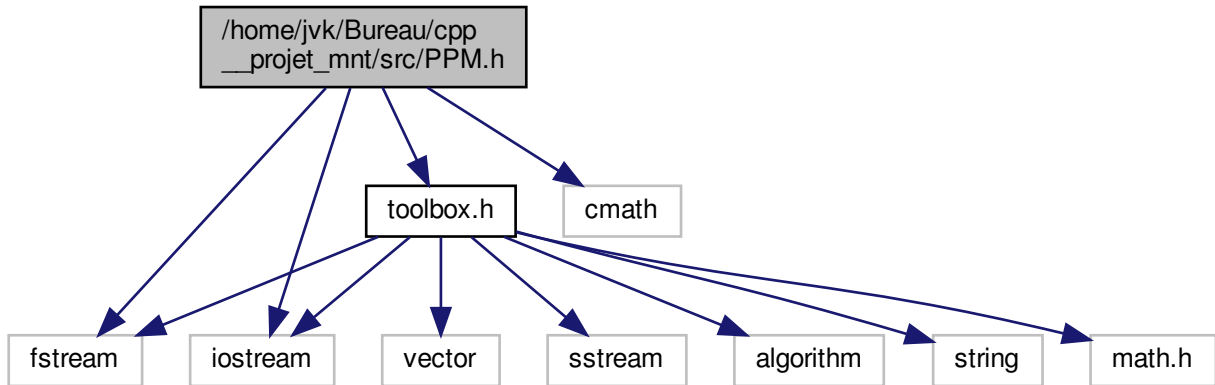 /home/jvk/Bureau/cpp
__projet_mnt/src/PPM.h
toolbox.h
cmath
fstream
iostream
vector
sstream
algorithm
string
math.h